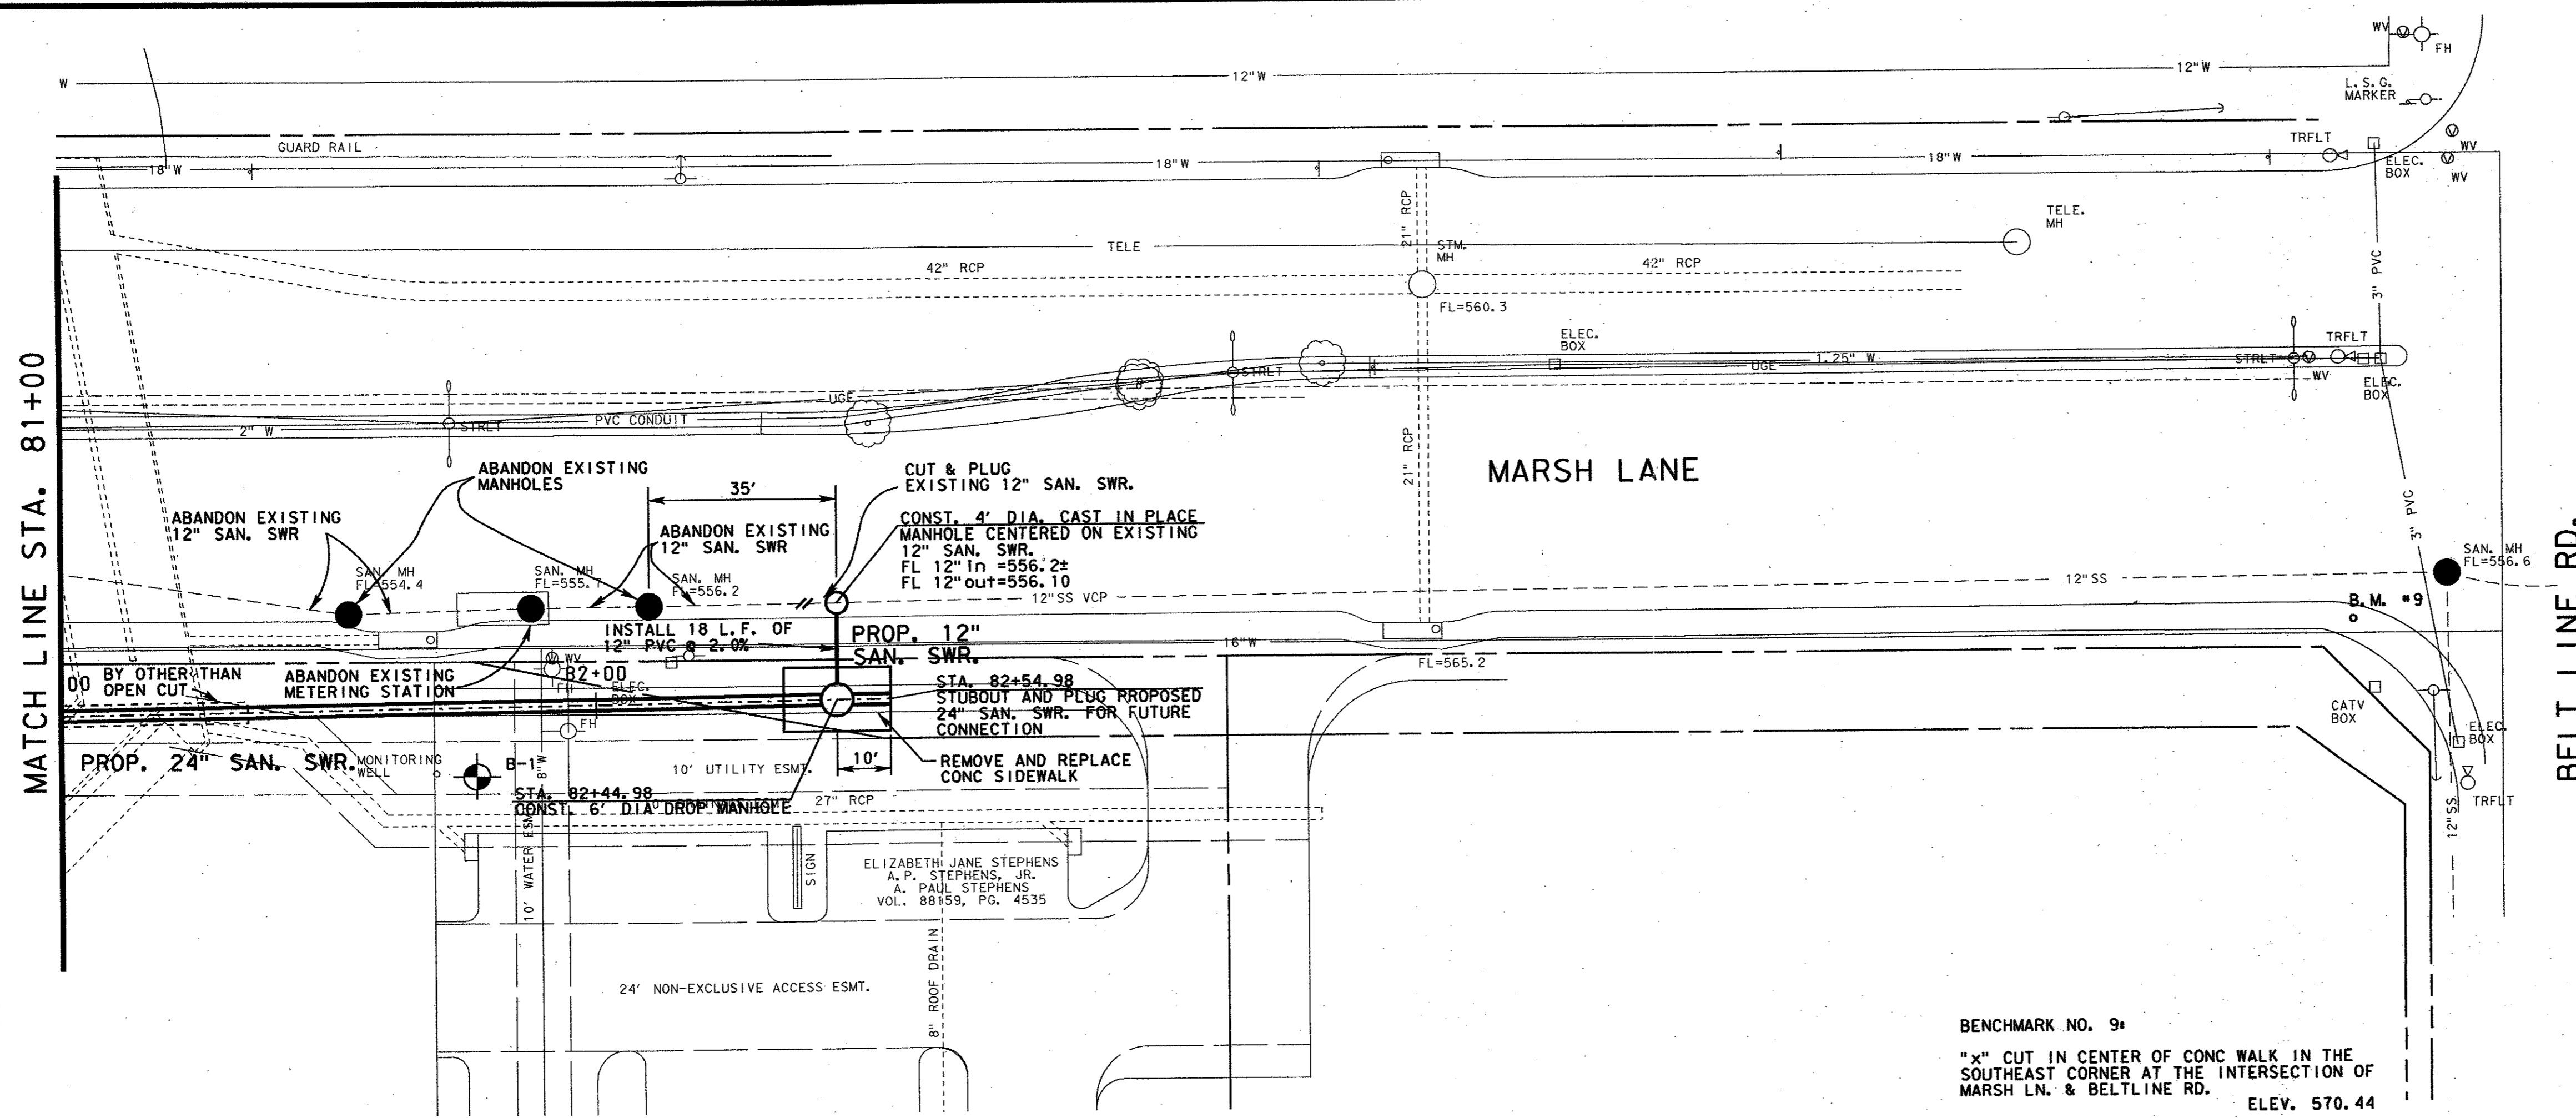 WV
FH
W
12"W
12"W
L.S.G.
MARKER
GUARD RAIL
TRFLT
WV
18"W
18"W
18"W
ELEC.
BOX
WV
21" RCP
TELE.
MH
TELE
STM.
MH
42" RCP
42" RCP
3" PVC
FL=560.3
ELEC.
BOX
TRFLT
1.25" W
STRLT
STRLT
UGE
WV
ELEC.
BOX
UGE
PVC CONDUIT
STRLT
2" W
MATCH LINE STA. 81+00
21" RCP
MARSH LANE
3" PVC
BELT LINE RD.
ABANDON EXISTING
MANHOLES
35'
CUT & PLUG
EXISTING 12" SAN. SWR.
ABANDON EXISTING
12" SAN. SWR
ABANDON EXISTING
12" SAN. SWR
CONST. 4' DIA. CAST IN PLACE
MANHOLE CENTERED ON EXISTING
12" SAN. SWR.
FL 12" in =556.2±
FL 12"out=556.10
SAN. MH
FL=554.4
SAN. MH
FL=555.7
SAN. MH
FL=556.2
SAN. MH
FL=556.6
12"SS
12"SS VCP
B.M. #9
INSTALL 18 L.F. OF
12" PVC @ 2.0%
PROP. 12"
SAN. SWR.
16"W
FL=565.2
WV
82+00
FH
ELEC.
BOX
00
BY OTHER THAN
OPEN CUT
ABANDON EXISTING
METERING STATION
STA. 82+54.98
STUBOUT AND PLUG PROPOSED
24" SAN. SWR. FOR FUTURE
CONNECTION
CATV
BOX
ELEC.
BOX
FH
PROP. 24" SAN. SWR.
MONITORING
WELL
B-1
8"W
10' UTILITY ESMT.
10'
REMOVE AND REPLACE
CONC SIDEWALK
STA. 82+44.98
CONST. 6' DIA DROP MANHOLE
27" RCP
TRFLT
12"SS
10' WATER ESMT
SIGN
ELIZABETH JANE STEPHENS
A.P. STEPHENS, JR.
A. PAUL STEPHENS
VOL. 88159, PG. 4535
8" ROOF DRAIN
24' NON-EXCLUSIVE ACCESS ESMT.
BENCHMARK NO. 9:
"x" CUT IN CENTER OF CONC WALK IN THE
SOUTHEAST CORNER AT THE INTERSECTION OF
MARSH LN. & BELTLINE RD.
ELEV. 570.44